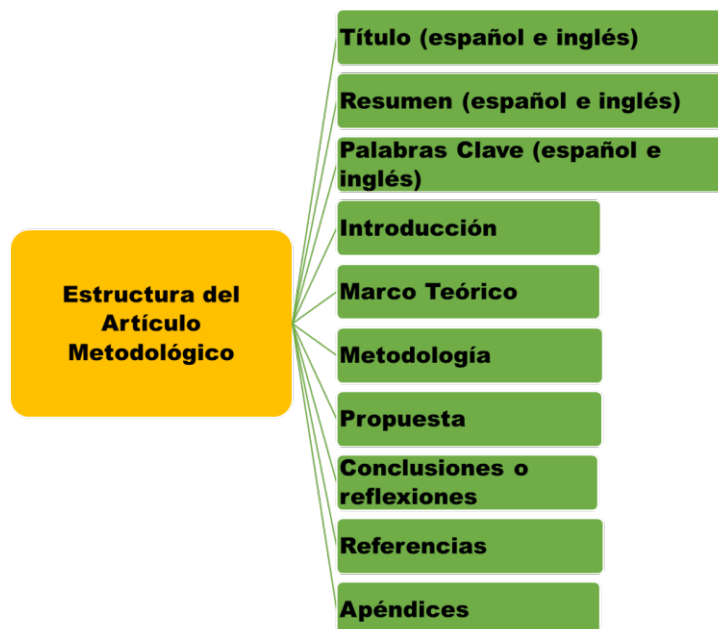 Título (español e inglés)
Resumen (español e inglés)
Palabras Clave (español e
inglés)
Introducción
Estructura del
Artículo
Metodológico
Marco Teórico
Metodología
Propuesta
Conclusiones o
reflexiones
Referencias
Apéndices